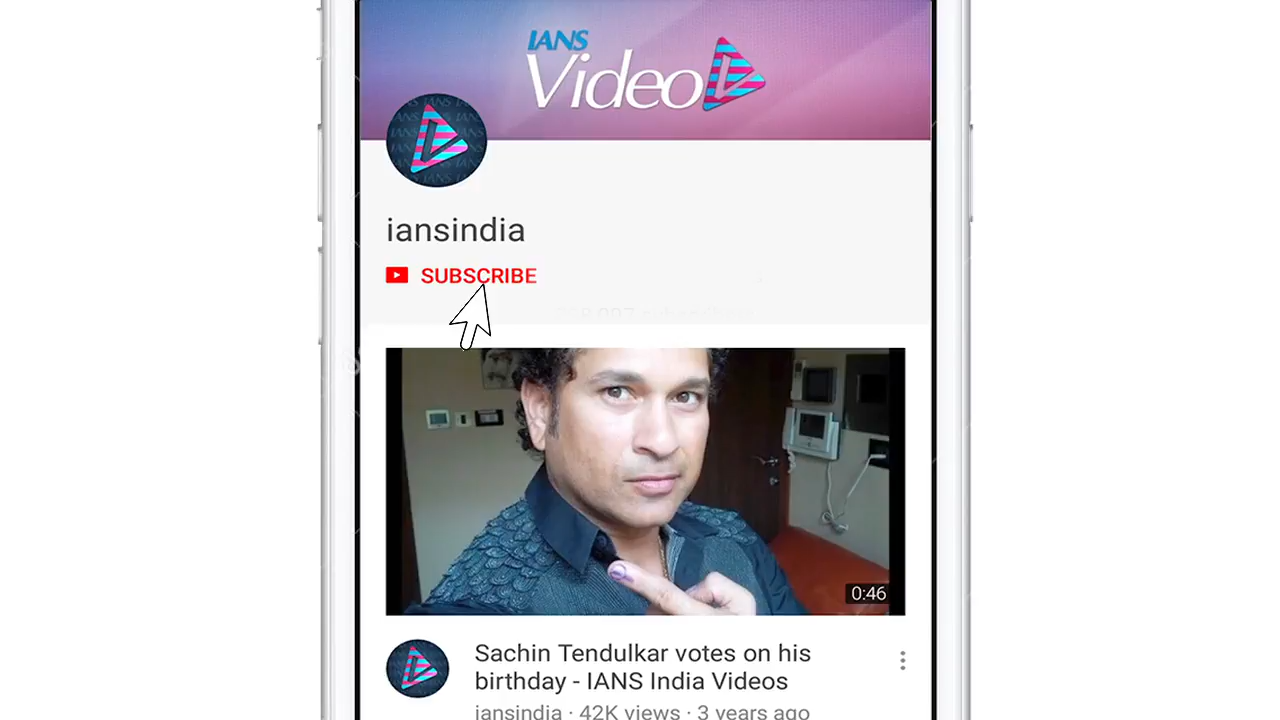 IANS
Video
iansindia
SUBSCRIBE
0:46
Sachin Tendulkar votes on his
birthday - IANS India Videos
iansindia · 42K views · 3 years ago